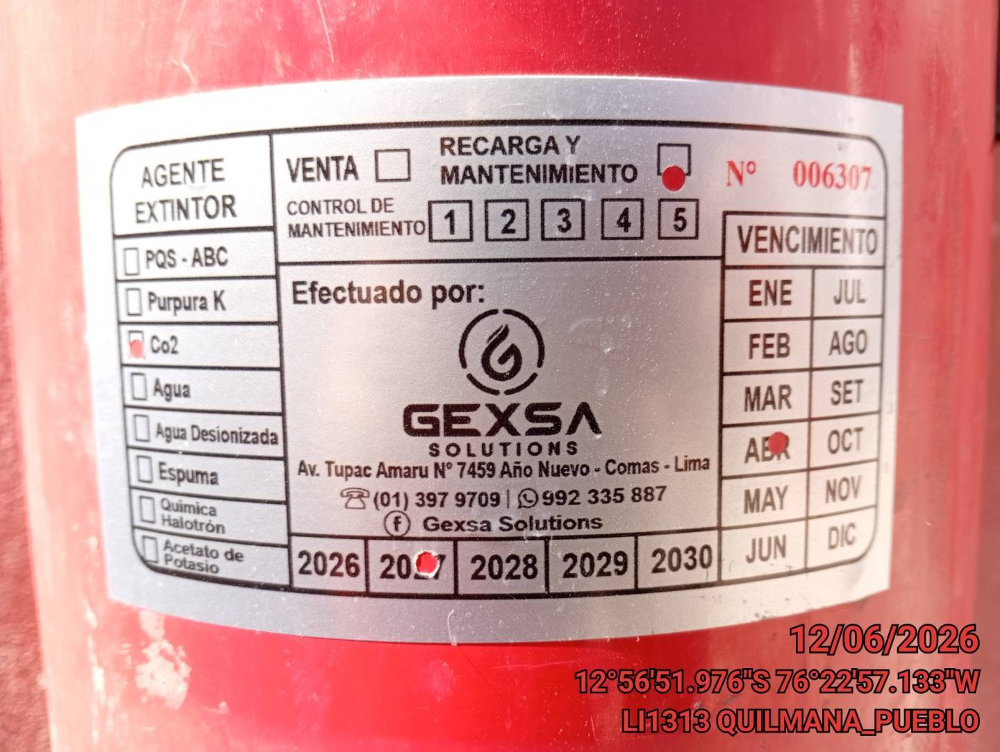 AGENTE
EXTINTOR
PQS - ABC
Purpura K
Co2
Agua
Agua Desionizada
Espuma
Quimica
Halotrón
Acetato de
Potasio
VENTA
RECARGA Y
MANTENIMIENTO
Nº 006307
CONTROL DE
MANTENIMIENTO 1 2 3 4 5
Efectuado por:
GEXSA
SOLUTIONS
Av. Tupac Amaru Nº 7459 Año Nuevo - Comas - Lima
(01) 397 9709 | 992 335 887
f Gexsa Solutions
2026 2027 2028 2029 2030
VENCIMIENTO
ENE JUL
FEB AGO
MAR SET
ABR OCT
MAY NOV
JUN DIC
12/06/2026
12°56'51.976"S 76°22'57.133"W
LI1313 QUILMANA_PUEBLO